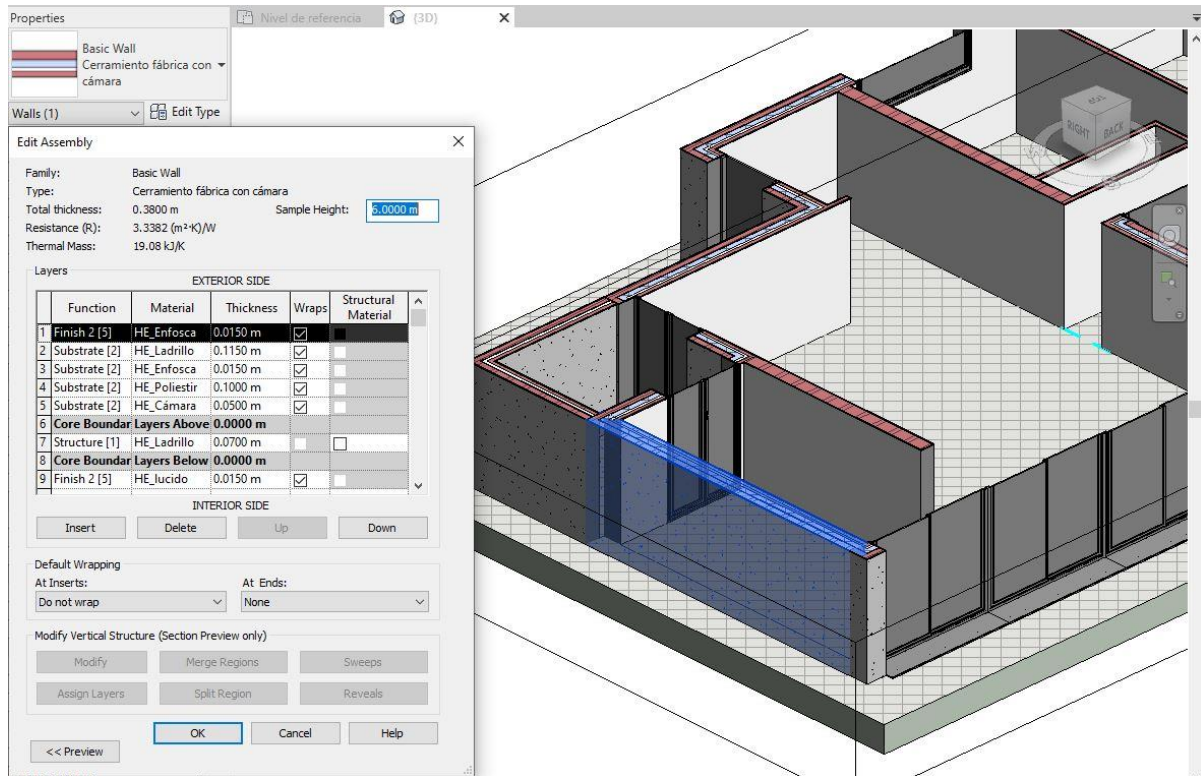 Properties
Nivel de referencia
(3D)
Basic Wall
Cerramiento fábrica con
cámara
Walls (1)
Edit Type
Edit Assembly
Family: Basic Wall
Type: Cerramiento fábrica con cámara
Total thickness: 0.3800 m Sample Height: 6.0000 m
Resistance (R): 3.3382 (m²·K)/W
Thermal Mass: 19.08 kJ/K
Layers
EXTERIOR SIDE
Function Material Thickness Wraps Structural Material
1 Finish 2 [5] HE_Enfosca 0.0150 m
2 Substrate [2] HE_Ladrillo 0.1150 m
3 Substrate [2] HE_Enfosca 0.0150 m
4 Substrate [2] HE_Poliestir 0.1000 m
5 Substrate [2] HE_Cámara 0.0500 m
6 Core Boundar Layers Above 0.0000 m
7 Structure [1] HE_Ladrillo 0.0700 m
8 Core Boundar Layers Below 0.0000 m
9 Finish 2 [5] HE_lucido 0.0150 m
INTERIOR SIDE
Insert Delete Up Down
Default Wrapping
At Inserts: At Ends:
Do not wrap None
Modify Vertical Structure (Section Preview only)
Modify Merge Regions Sweeps
Assign Layers Split Region Reveals
OK Cancel Help
<< Preview
TOP
RIGHT BACK